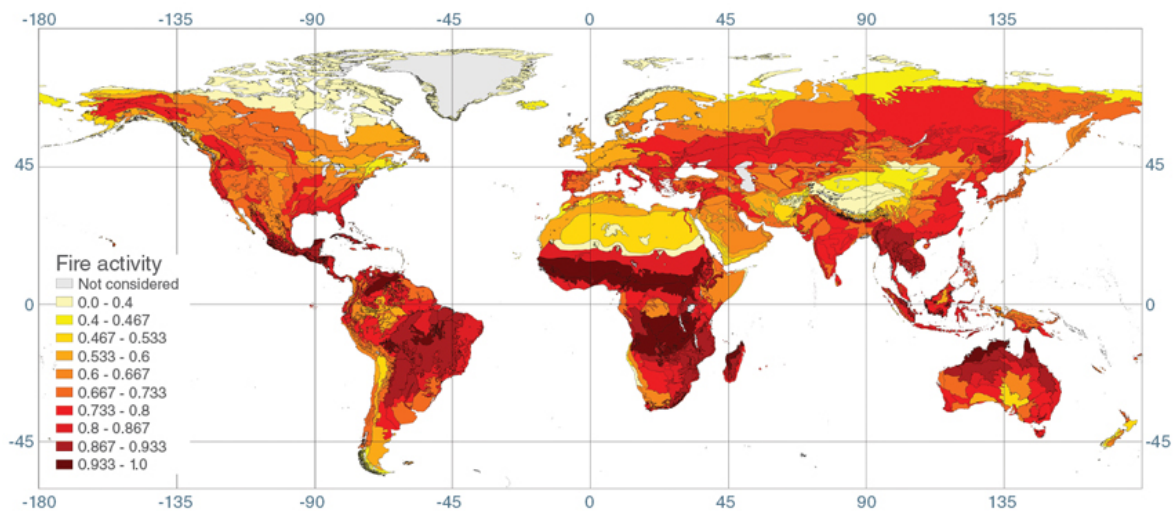 -180 -135 -90 -45 0 45 90 135
45 45
Fire activity
Not considered
0.0 - 0.4
0.4 - 0.467
0.467 - 0.533
0.533 - 0.6
0.6 - 0.667
0.667 - 0.733
0.733 - 0.8
0.8 - 0.867
0.867 - 0.933
0.933 - 1.0
0 0
-45 -45
-180 -135 -90 -45 0 45 90 135